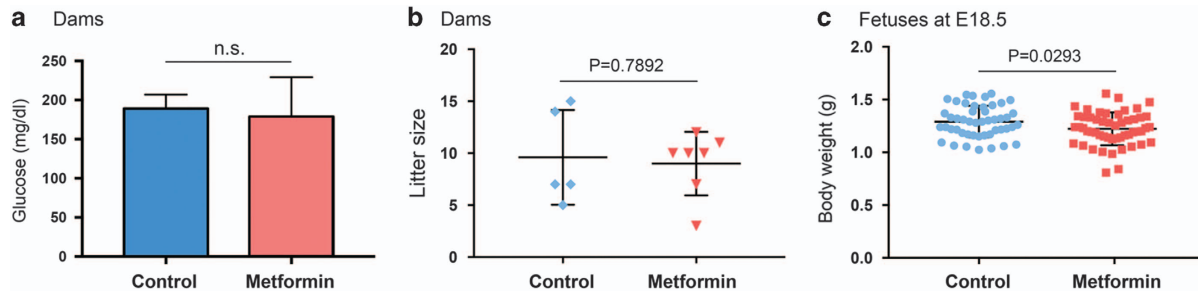 a Dams
n.s.
250
200
150
100
50
0
Glucose (mg/dl)
Control Metformin
b Dams
P=0.7892
20
15
10
5
0
Litter size
Control Metformin
c Fetuses at E18.5
P=0.0293
2.0
1.5
1.0
0.5
0.0
Body weight (g)
Control Metformin